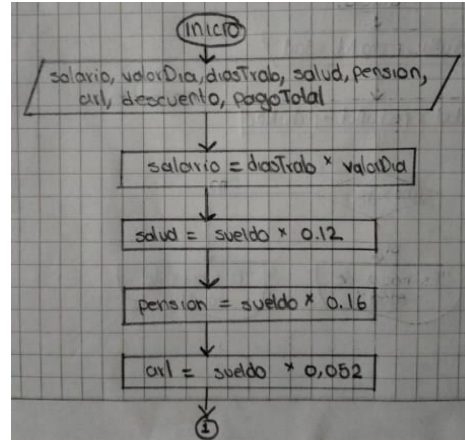 inicio
salario, valorDia, diasTrab, salud, pension,
arl, descuento, pagoTotal
salario = diasTrab * valorDia
salud = sueldo * 0.12
pension = sueldo * 0.16
arl = sueldo * 0,052
1